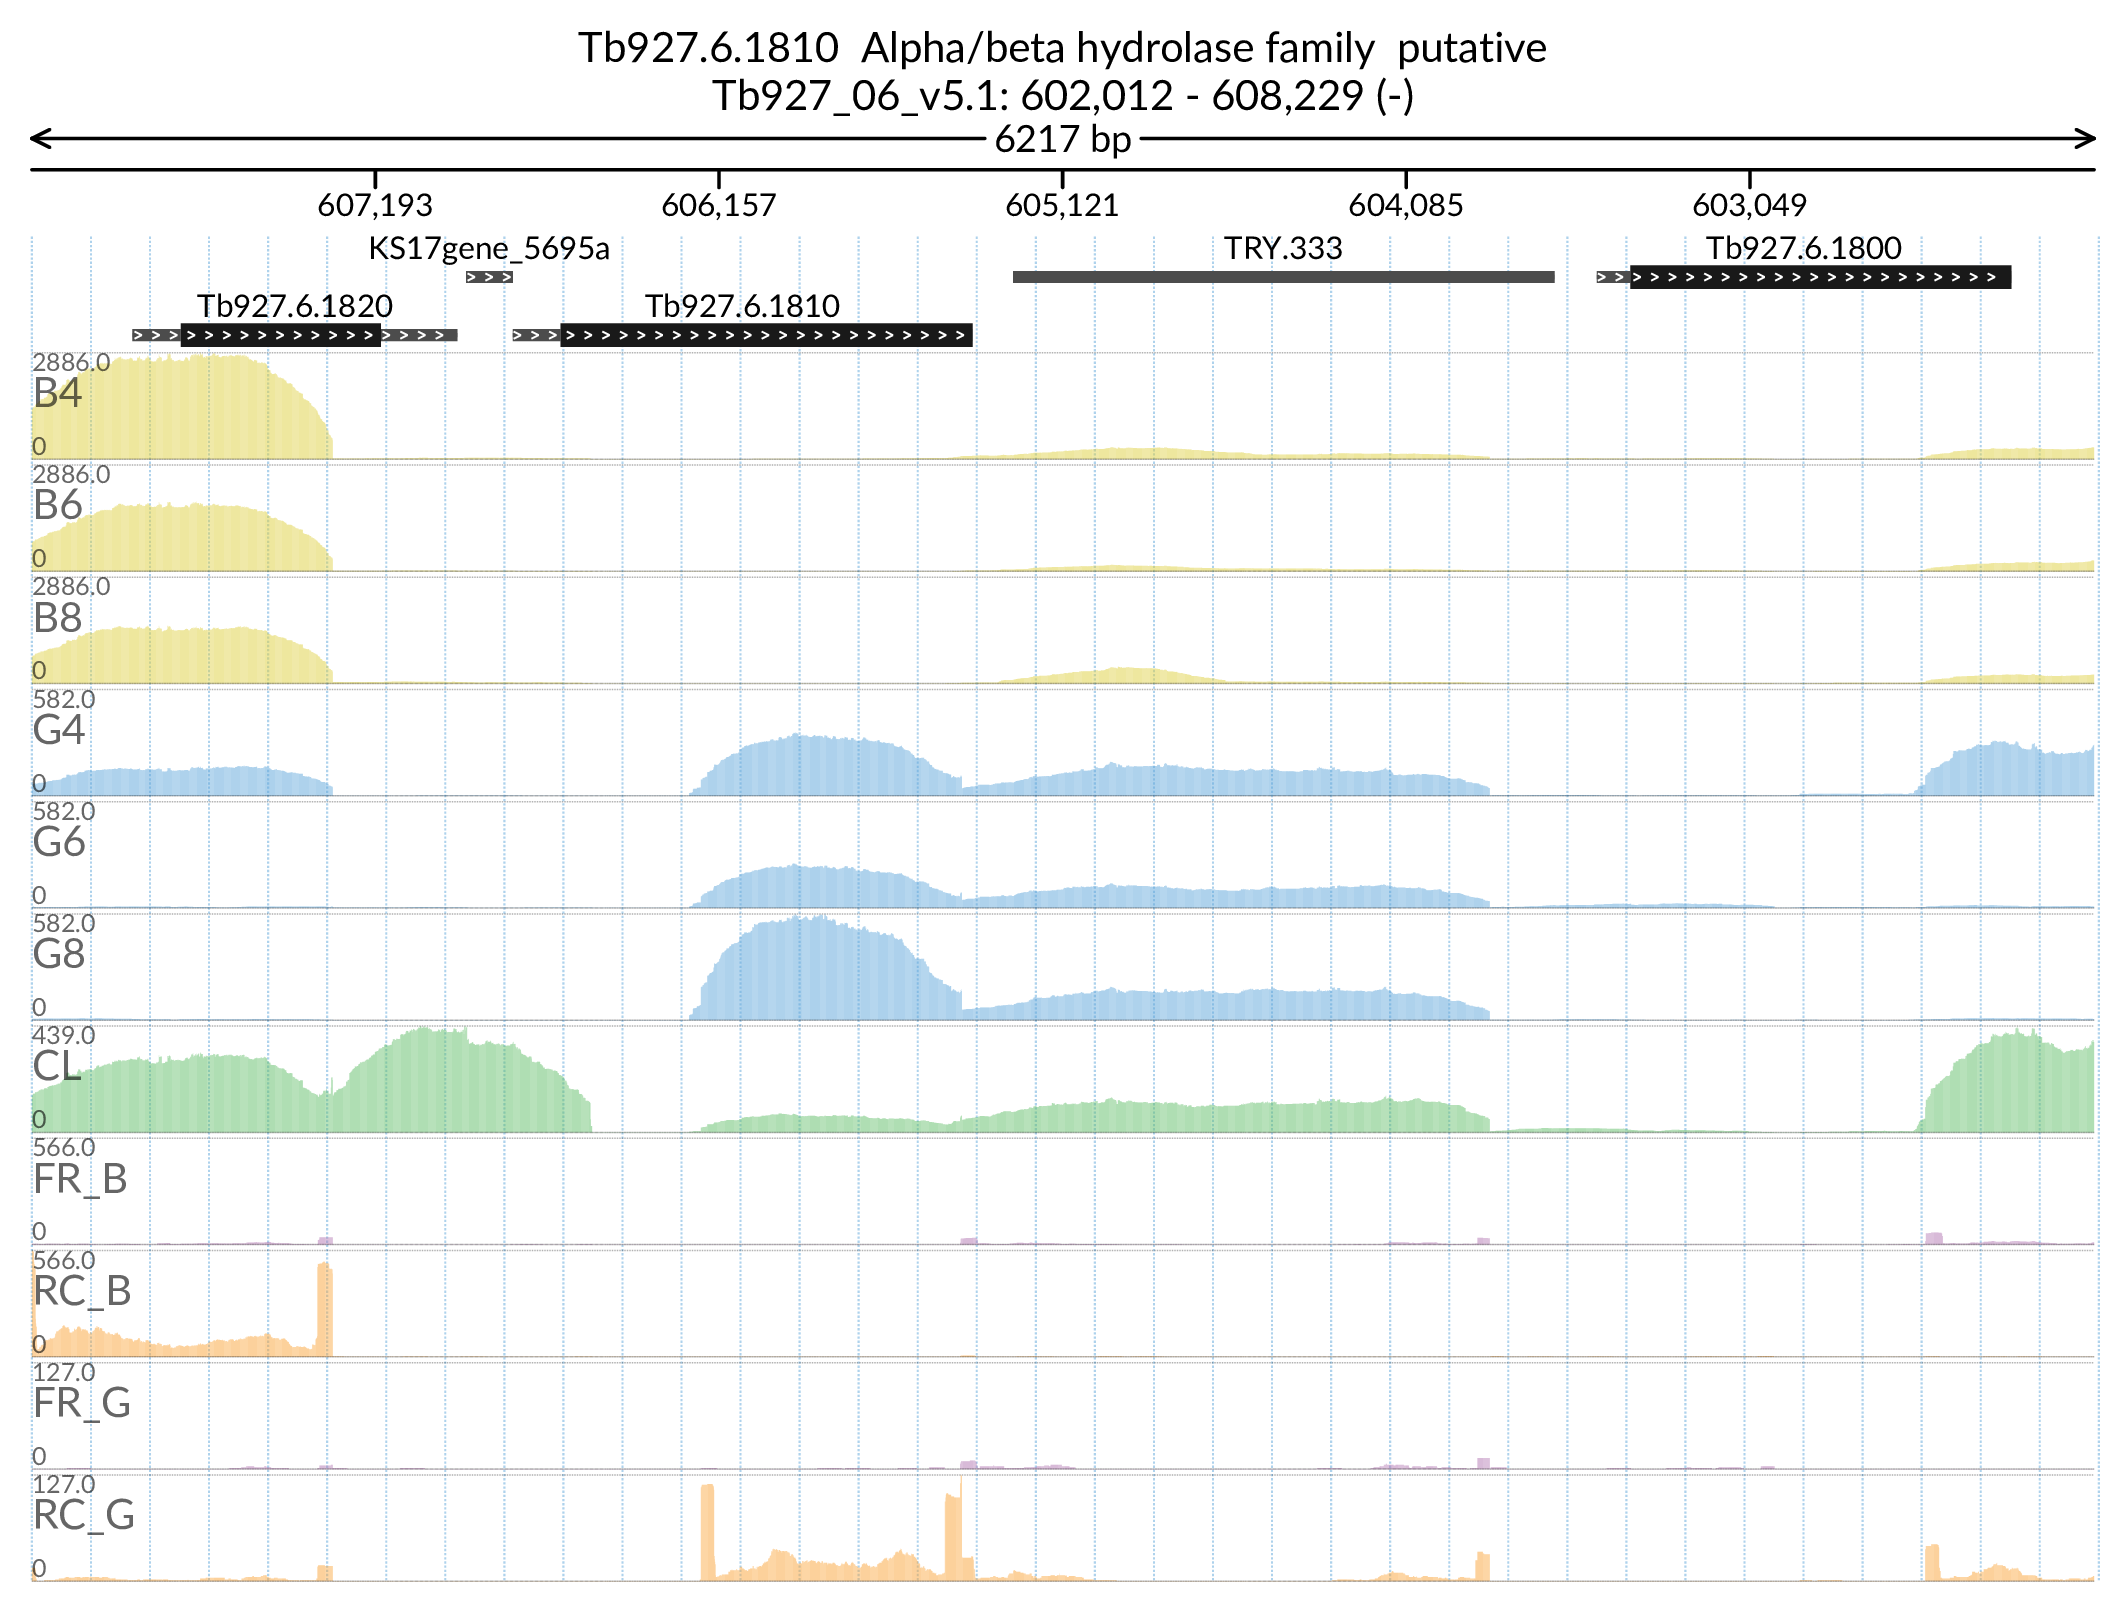 Tb927.6.1810  Alpha/beta hydrolase family  putative
Tb927_06_v5.1: 602,012 - 608,229 (-)
6217 bp
607,193 606,157 605,121 604,085 603,049
KS17gene_5695a TRY.333 Tb927.6.1800
Tb927.6.1820 Tb927.6.1810
2886.0
B4
0
2886.0
B6
0
2886.0
B8
0
582.0
G4
0
582.0
G6
0
582.0
G8
0
439.0
CL
0
566.0
FR_B
0
566.0
RC_B
0
127.0
FR_G
0
127.0
RC_G
0